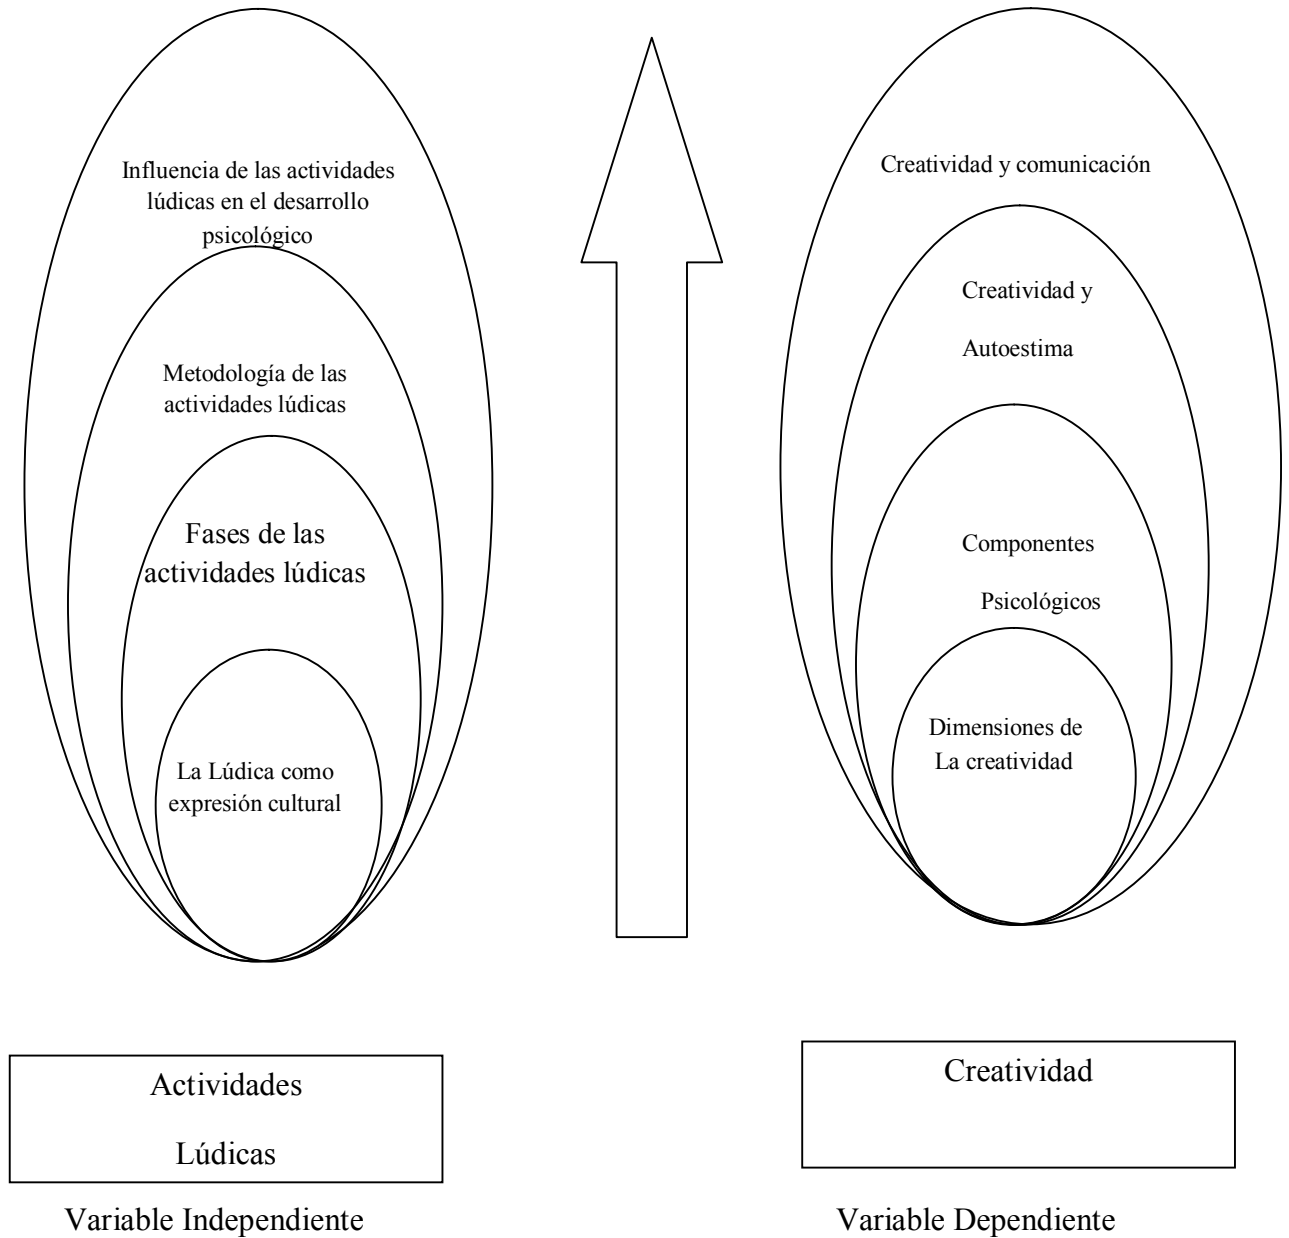 Influencia de las actividades
lúdicas en el desarrollo
psicológico
Metodología de las
actividades lúdicas
Fases de las
actividades lúdicas
La Lúdica como
expresión cultural
Creatividad y comunicación
Creatividad y
Autoestima
Componentes
Psicológicos
Dimensiones de
La creatividad
Actividades
Lúdicas
Variable Independiente
Creatividad
Variable Dependiente